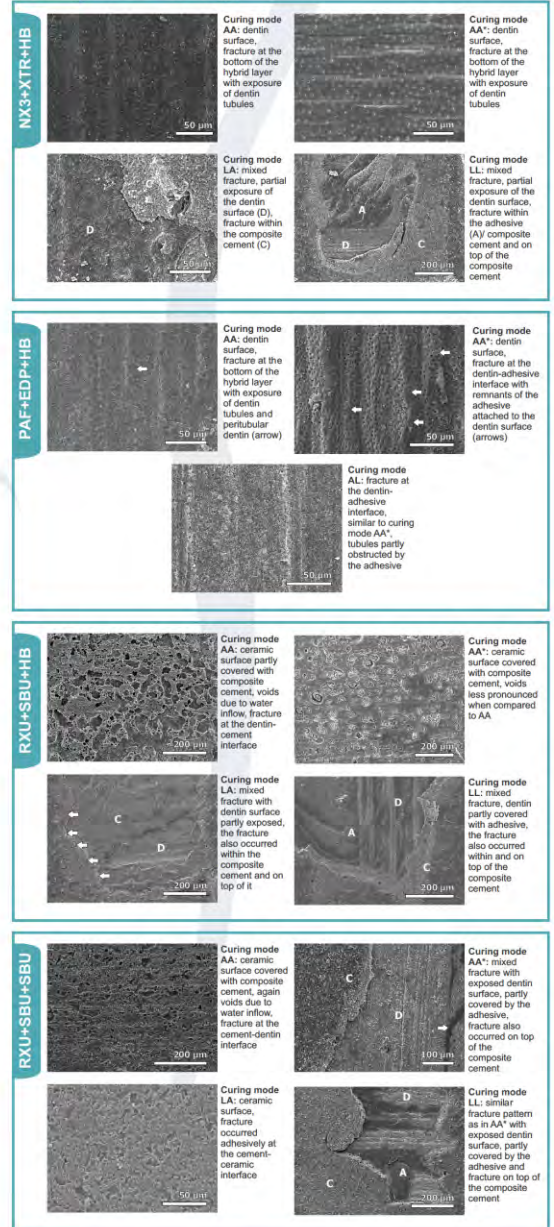 NX3+XTR+HB
Curing mode
AA: dentin
surface,
fracture at the
bottom of the
hybrid layer
with exposure
of dentin
tubules
50 µm
Curing mode
AA*: dentin
surface,
fracture at the
bottom of the
hybrid layer
with exposure
of dentin
tubules
50 µm
Curing mode
LA: mixed
fracture, partial
exposure of
the dentin
surface (D),
fracture within
the composite
cement (C)
C
D
50 µm
Curing mode
LL: mixed
fracture, partial
exposure of the
dentin surface,
fracture within
the adhesive
(A)/ composite
cement and on
top of the
composite
cement
A
D
C
200 µm
PAF+EDP+HB
Curing mode
AA: dentin
surface,
fracture at the
bottom of the
hybrid layer
with exposure
of dentin
tubules and
peritubular
dentin (arrow)
50 µm
Curing mode
AA*: dentin
surface,
fracture at the
dentin-adhesive
interface with
remnants of the
adhesive
attached to the
dentin surface
(arrows)
50 µm
Curing mode
AL: fracture at
the dentin-
adhesive
interface,
similar to curing
mode AA*,
tubules partly
obstructed by
the adhesive
50 µm
RXU+SBU+HB
Curing mode
AA: ceramic
surface partly
covered with
composite
cement, voids
due to water
inflow, fracture
at the dentin-
cement
interface
200 µm
Curing mode
AA*: ceramic
surface covered
with composite
cement, voids
less pronounced
when compared
to AA
200 µm
Curing mode
LA: mixed
fracture with
dentin surface
partly exposed,
the fracture
also occurred
within the
composite
cement and on
top of it
C
D
200 µm
Curing mode
LL: mixed
fracture, dentin
partly covered
with adhesive,
the fracture
also occurred
within and on
top of the
composite
cement
D
A
C
200 µm
RXU+SBU+SBU
Curing mode
AA: ceramic
surface covered
with composite
cement, again
voids due to
water inflow,
fracture at the
cement-dentin
interface
200 µm
Curing mode
AA*: mixed
fracture with
exposed dentin
surface, partly
covered by the
adhesive,
fracture also
occurred on top
of the
composite
cement
C
D
100 µm
Curing mode
LA: ceramic
surface,
fracture
occurred
adhesively at
the cement-
ceramic
interface
50 µm
Curing mode
LL: similar
fracture pattern
as in AA* with
exposed dentin
surface, partly
covered by the
adhesive and
fracture on top of
the composite
cement
D
A
C
200 µm